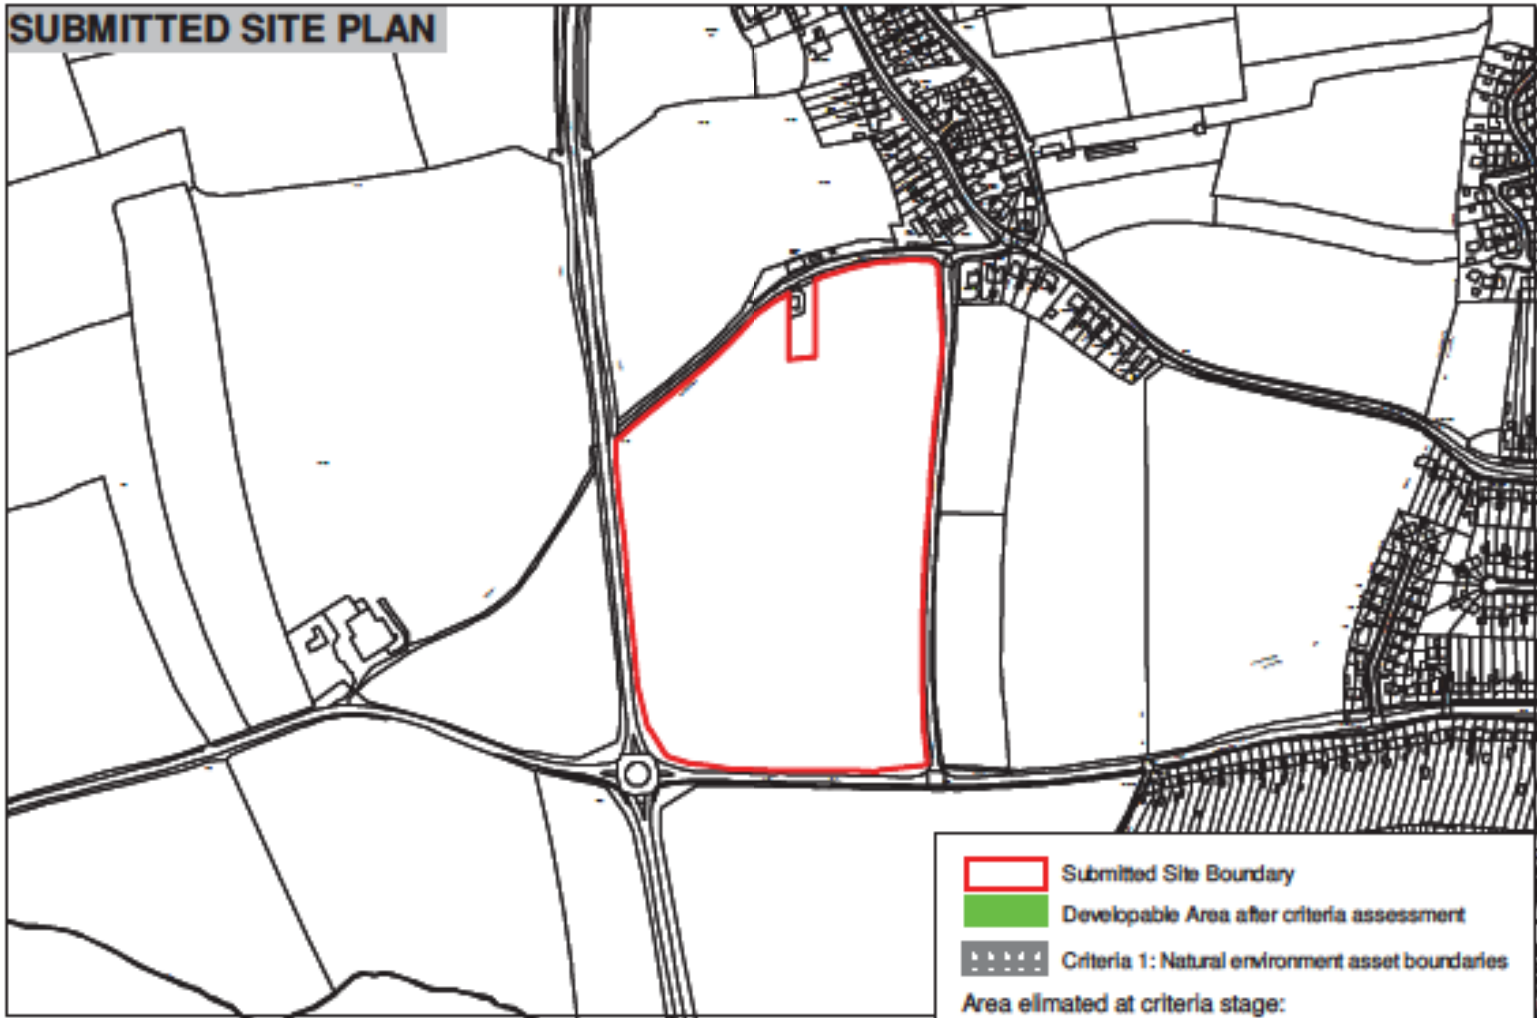 SUBMITTED SITE PLAN
Submitted Site Boundary
Developable Area after criteria assessment
Criteria 1: Natural environment asset boundaries
Area elimated at criteria stage: